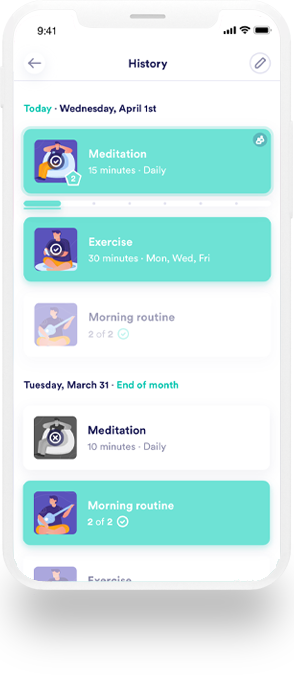 9:41
History
Today · Wednesday, April 1st
Meditation
15 minutes · Daily
2
Exercise
30 minutes · Mon, Wed, Fri
Morning routine
2 of 2
Tuesday, March 31 · End of month
Meditation
10 minutes · Daily
Morning routine
2 of 2
Exercise